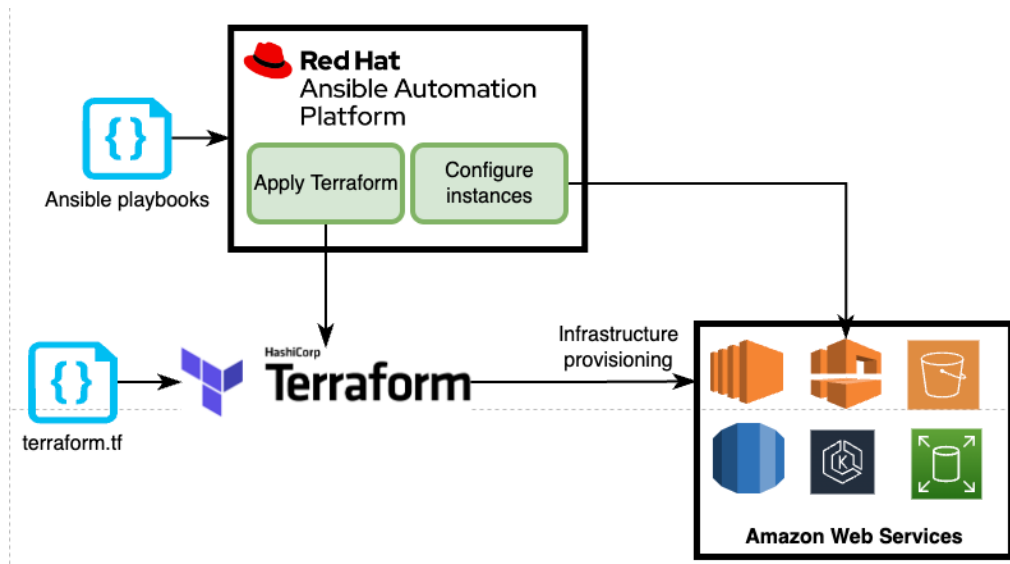 Red Hat
Ansible Automation
Platform
Apply Terraform
Configure
instances
Ansible playbooks
HashiCorp
Terraform
Infrastructure
provisioning
terraform.tf
K
Amazon Web Services